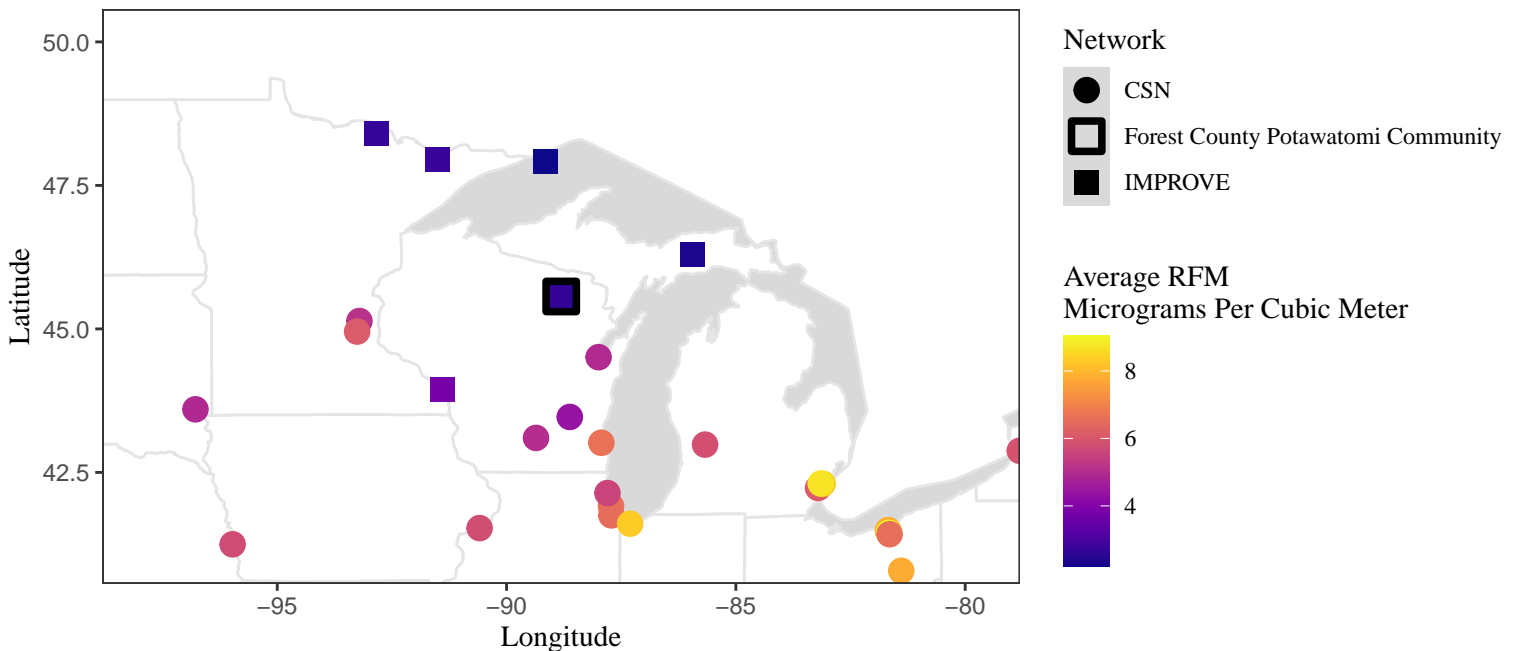 50.0
47.5
45.0
42.5
Latitude
−95
−90
−85
−80
Longitude
Network
CSN
Forest County Potawatomi Community
IMPROVE
Average RFM
Micrograms Per Cubic Meter
8
6
4